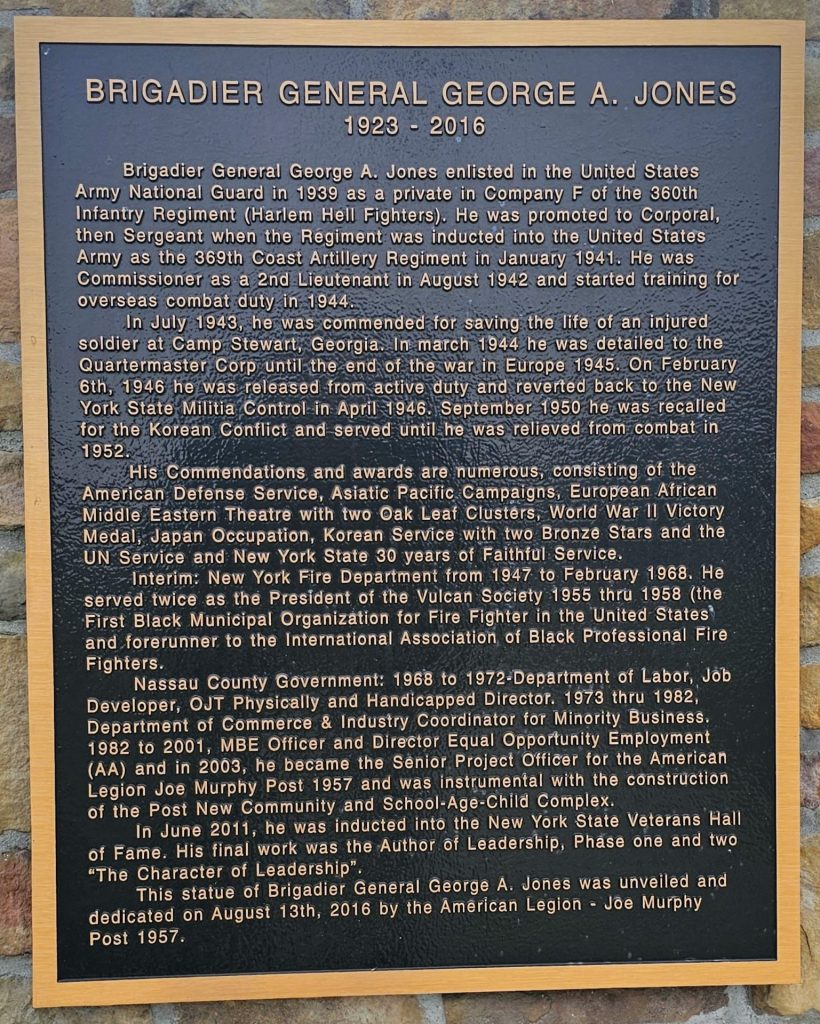 BRIGADIER GENERAL GEORGE A. JONES
1923 - 2016
Brigadier General George A. Jones enlisted in the United States
Army National Guard in 1939 as a private in Company F of the 360th
Infantry Regiment (Harlem Hell Fighters). He was promoted to Corporal,
then Sergeant when the Regiment was inducted into the United States
Army as the 369th Coast Artillery Regiment in January 1941. He was
Commissioner as a 2nd Lieutenant in August 1942 and started training for
overseas combat duty in 1944.
In July 1943, he was commended for saving the life of an injured
soldier at Camp Stewart, Georgia. In march 1944 he was detailed to the
Quartermaster Corp until the end of the war in Europe 1945. On February
6th, 1946 he was released from active duty and reverted back to the New
York State Militia Control in April 1946. September 1950 he was recalled
for the Korean Conflict and served until he was relieved from combat in
1952.
His Commendations and awards are numerous, consisting of the
American Defense Service, Asiatic Pacific Campaigns, European African
Middle Eastern Theatre with two Oak Leaf Clusters, World War II Victory
Medal, Japan Occupation, Korean Service with two Bronze Stars and the
UN Service and New York State 30 years of Faithful Service.
Interim: New York Fire Department from 1947 to February 1968. He
served twice as the President of the Vulcan Society 1955 thru 1958 (the
First Black Municipal Organization for Fire Fighter in the United States
and forerunner to the International Association of Black Professional Fire
Fighters.
Nassau County Government: 1968 to 1972-Department of Labor, Job
Developer, OJT Physically and Handicapped Director. 1973 thru 1982,
Department of Commerce & Industry Coordinator for Minority Business.
1982 to 2001, MBE Officer and Director Equal Opportunity Employment
(AA) and in 2003, he became the Senior Project Officer for the American
Legion Joe Murphy Post 1957 and was instrumental with the construction
of the Post New Community and School-Age-Child Complex.
In June 2011, he was inducted into the New York State Veterans Hall
of Fame. His final work was the Author of Leadership, Phase one and two
“The Character of Leadership”.
This statue of Brigadier General George A. Jones was unveiled and
dedicated on August 13th, 2016 by the American Legion - Joe Murphy
Post 1957.